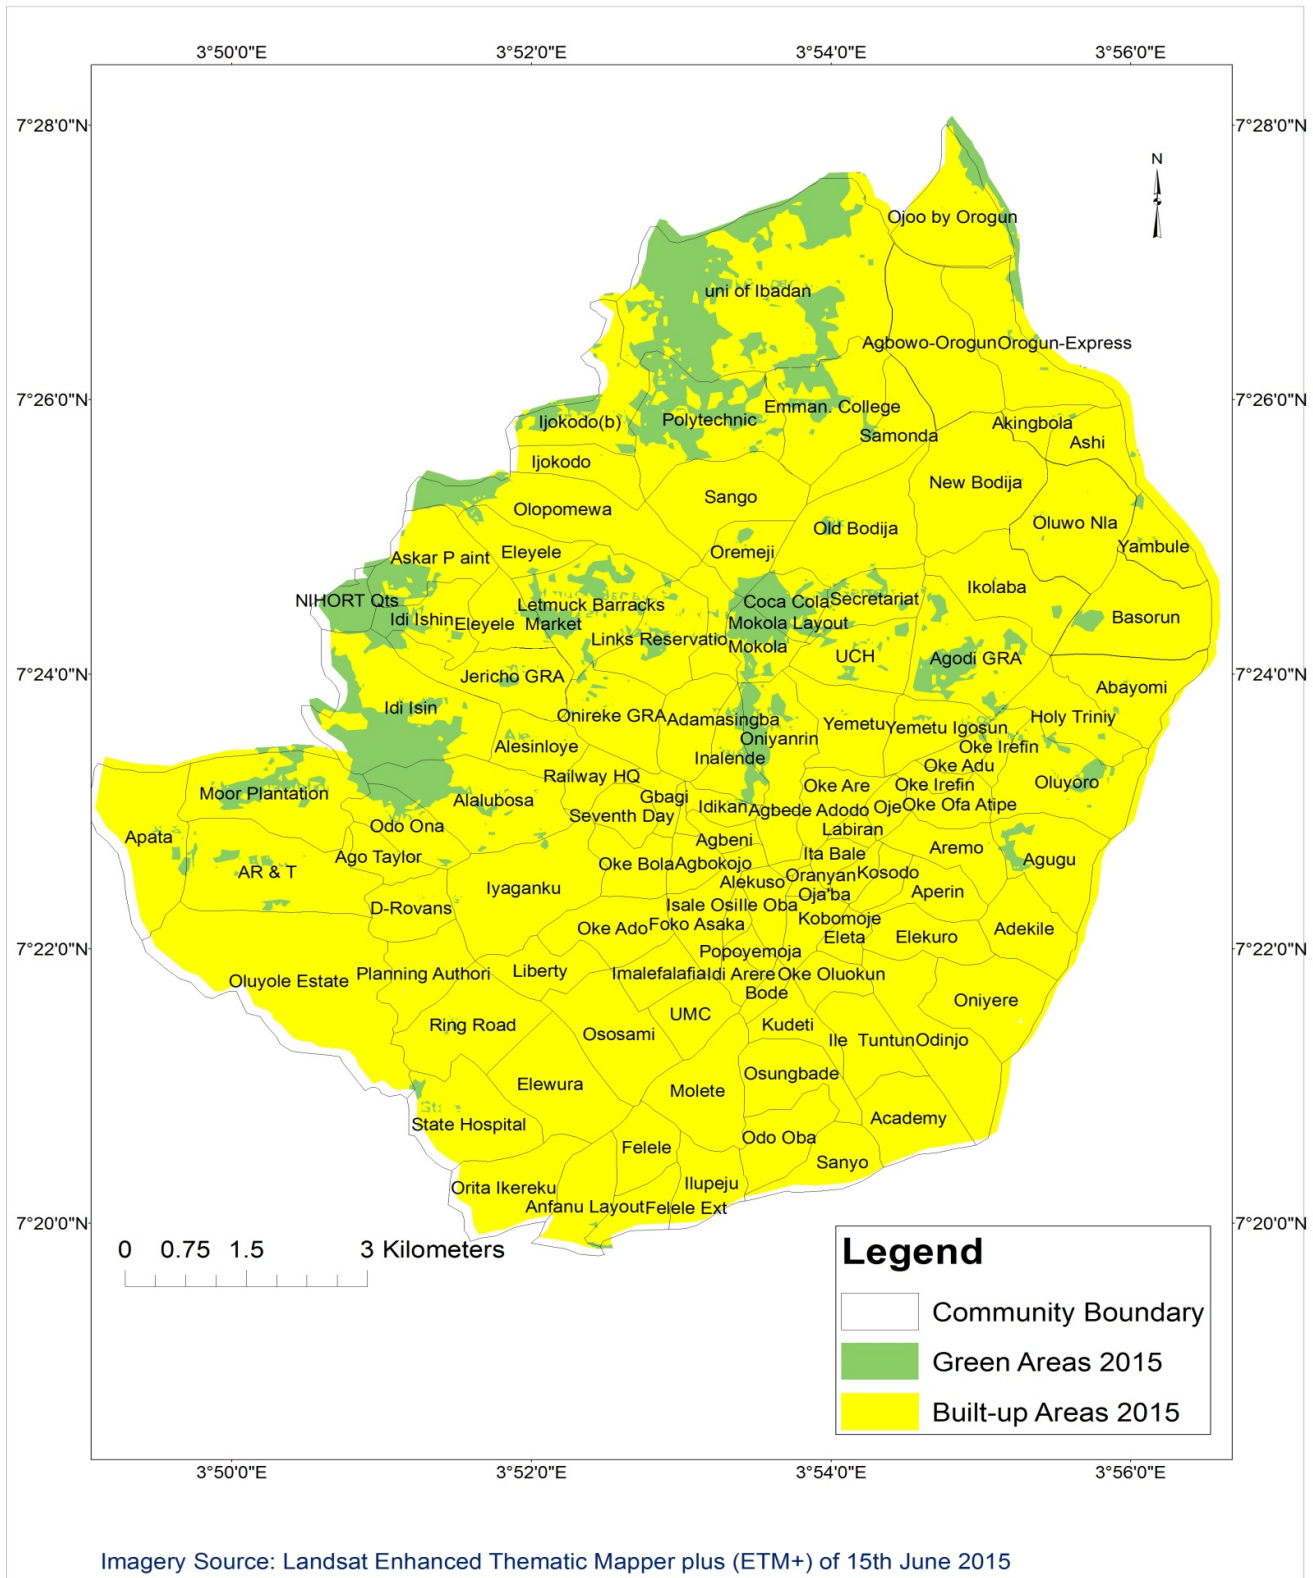 3°50'0"E 3°52'0"E 3°54'0"E 3°56'0"E
7°28'0"N 7°28'0"N
N
Ojoo by Orogun
uni of Ibadan
Agbowo-Orogun Orogun-Express
7°26'0"N 7°26'0"N
Emman. College
Ijokodo(b) Polytechnic Akingbola
Samonda Ashi
Ijokodo
New Bodija
Sango
Olopomewa Oluwo Nla
Old Bodija
Askar P aint Eleyele Oremeji Yambule
Ikolaba
NIHORT Qts Letmuck Barracks Coca Cola Secretariat
Idi Ishin Eleyele Market Mokola Layout Basorun
Links Reservatio Mokola
UCH Agodi GRA
7°24'0"N 7°24'0"N
Jericho GRA Abayomi
Idi Isin Onireke GRA Adamasingba Yemetu Yemetu Igosun Holy Triniy
Alesinloye Oniyanrin Oke Irefin
Inalende Oke Adu
Railway HQ Oke Are Oke Irefin Oluyoro
Moor Plantation Alalubosa Gbagi Idikan Agbede Adodo Oje Oke Ofa Atipe
Seventh Day
Apata Odo Ona Agbeni Labiran
Ago Taylor Oke Bola Agbokojo Ita Bale Aremo Agugu
AR & T Alekuso Oranyan Kosodo
Iyaganku Oja'ba Aperin
D-Rovans Isale Osi Ile Oba
Oke Ado Foko Asaka Kobomoje Adekile
Eleta Elekuro
7°22'0"N 7°22'0"N
Popoyemoja
Oluyole Estate Planning Authori Liberty Imalefalafia Idi Arere Oke Oluokun
Bode Oniyere
Ring Road Ososami UMC Kudeti
Ile Tuntun Odinjo
Elewura Molete Osungbade
State Hospital Academy
Felele Odo Oba
Sanyo
Orita Ikereku Ilupeju
Anfanu Layout Felele Ext
7°20'0"N 7°20'0"N
0 0.75 1.5 3 Kilometers
Legend
Community Boundary
Green Areas 2015
Built-up Areas 2015
3°50'0"E 3°52'0"E 3°54'0"E 3°56'0"E
Imagery Source: Landsat Enhanced Thematic Mapper plus (ETM+) of 15th June 2015